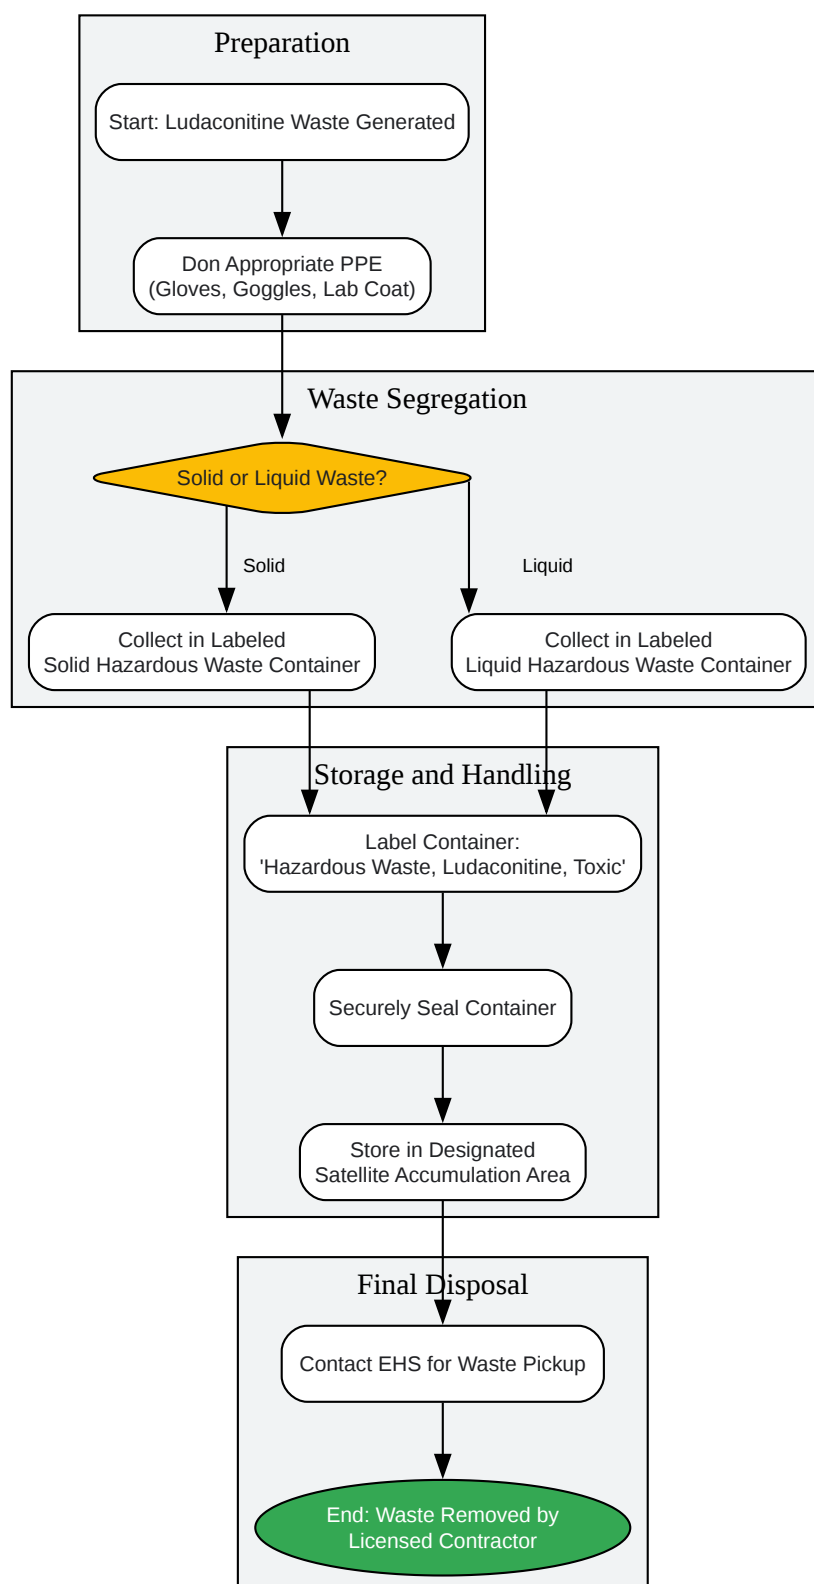 Preparation
Start: Ludaconitine Waste Generated
Don Appropriate PPE
(Gloves, Goggles, Lab Coat)
Waste Segregation
Solid or Liquid Waste?
Solid
Liquid
Collect in Labeled
Solid Hazardous Waste Container
Collect in Labeled
Liquid Hazardous Waste Container
Storage and Handling
Label Container:
'Hazardous Waste, Ludaconitine, Toxic'
Securely Seal Container
Store in Designated
Satellite Accumulation Area
Final Disposal
Contact EHS for Waste Pickup
End: Waste Removed by
Licensed Contractor